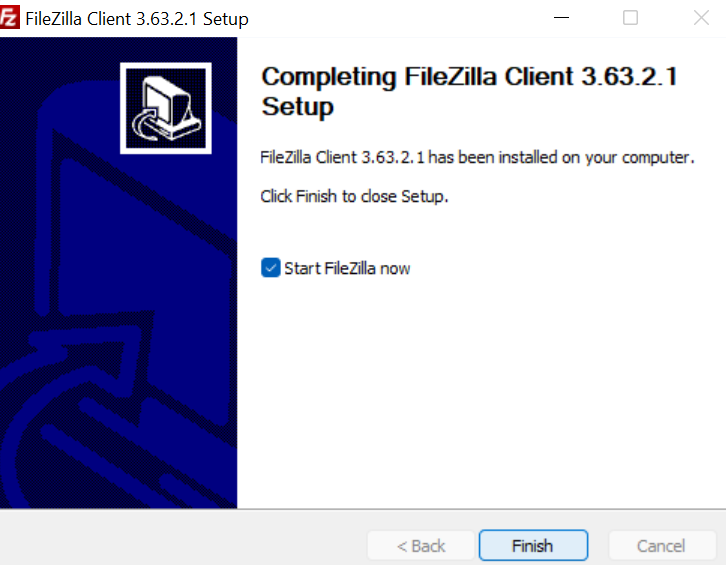 FileZilla Client 3.63.2.1 Setup
Completing FileZilla Client 3.63.2.1
Setup
FileZilla Client 3.63.2.1 has been installed on your computer.
Click Finish to close Setup.
Start FileZilla now
< Back
Finish
Cancel